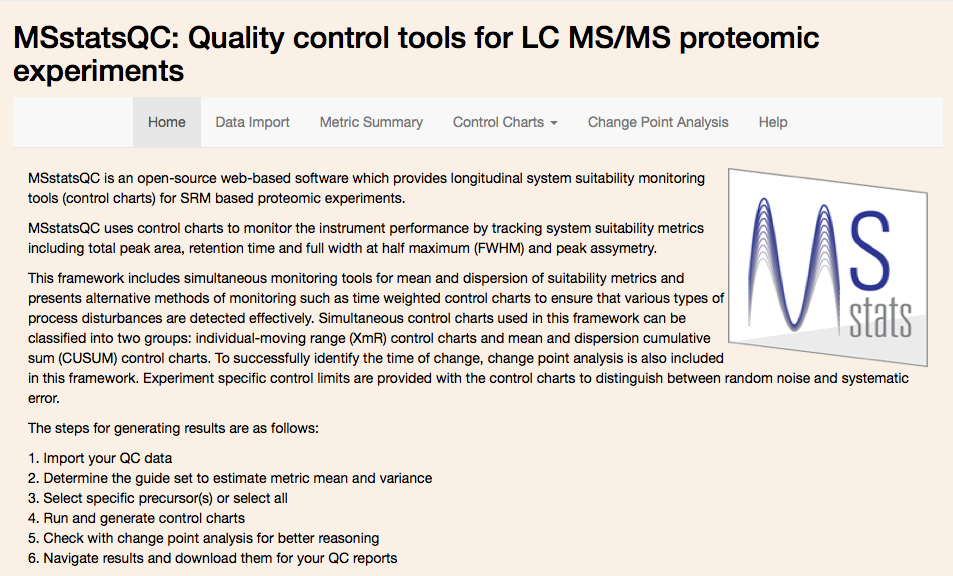 MSstatsQC: Quality control tools for LC MS/MS proteomic
experiments
Home Data Import Metric Summary Control Charts Change Point Analysis Help
MSstatsQC is an open-source web-based software which provides longitudinal system suitability monitoring
tools (control charts) for SRM based proteomic experiments.
MSstatsQC uses control charts to monitor the instrument performance by tracking system suitability metrics
including total peak area, retention time and full width at half maximum (FWHM) and peak assymetry.
This framework includes simultaneous monitoring tools for mean and dispersion of suitability metrics and
presents alternative methods of monitoring such as time weighted control charts to ensure that various types of
process disturbances are detected effectively. Simultaneous control charts used in this framework can be
classified into two groups: individual-moving range (XmR) control charts and mean and dispersion cumulative
sum (CUSUM) control charts. To successfully identify the time of change, change point analysis is also included
in this framework. Experiment specific control limits are provided with the control charts to distinguish between random noise and systematic
error.
MS
stats
The steps for generating results are as follows:
1. Import your QC data
2. Determine the guide set to estimate metric mean and variance
3. Select specific precursor(s) or select all
4. Run and generate control charts
5. Check with change point analysis for better reasoning
6. Navigate results and download them for your QC reports